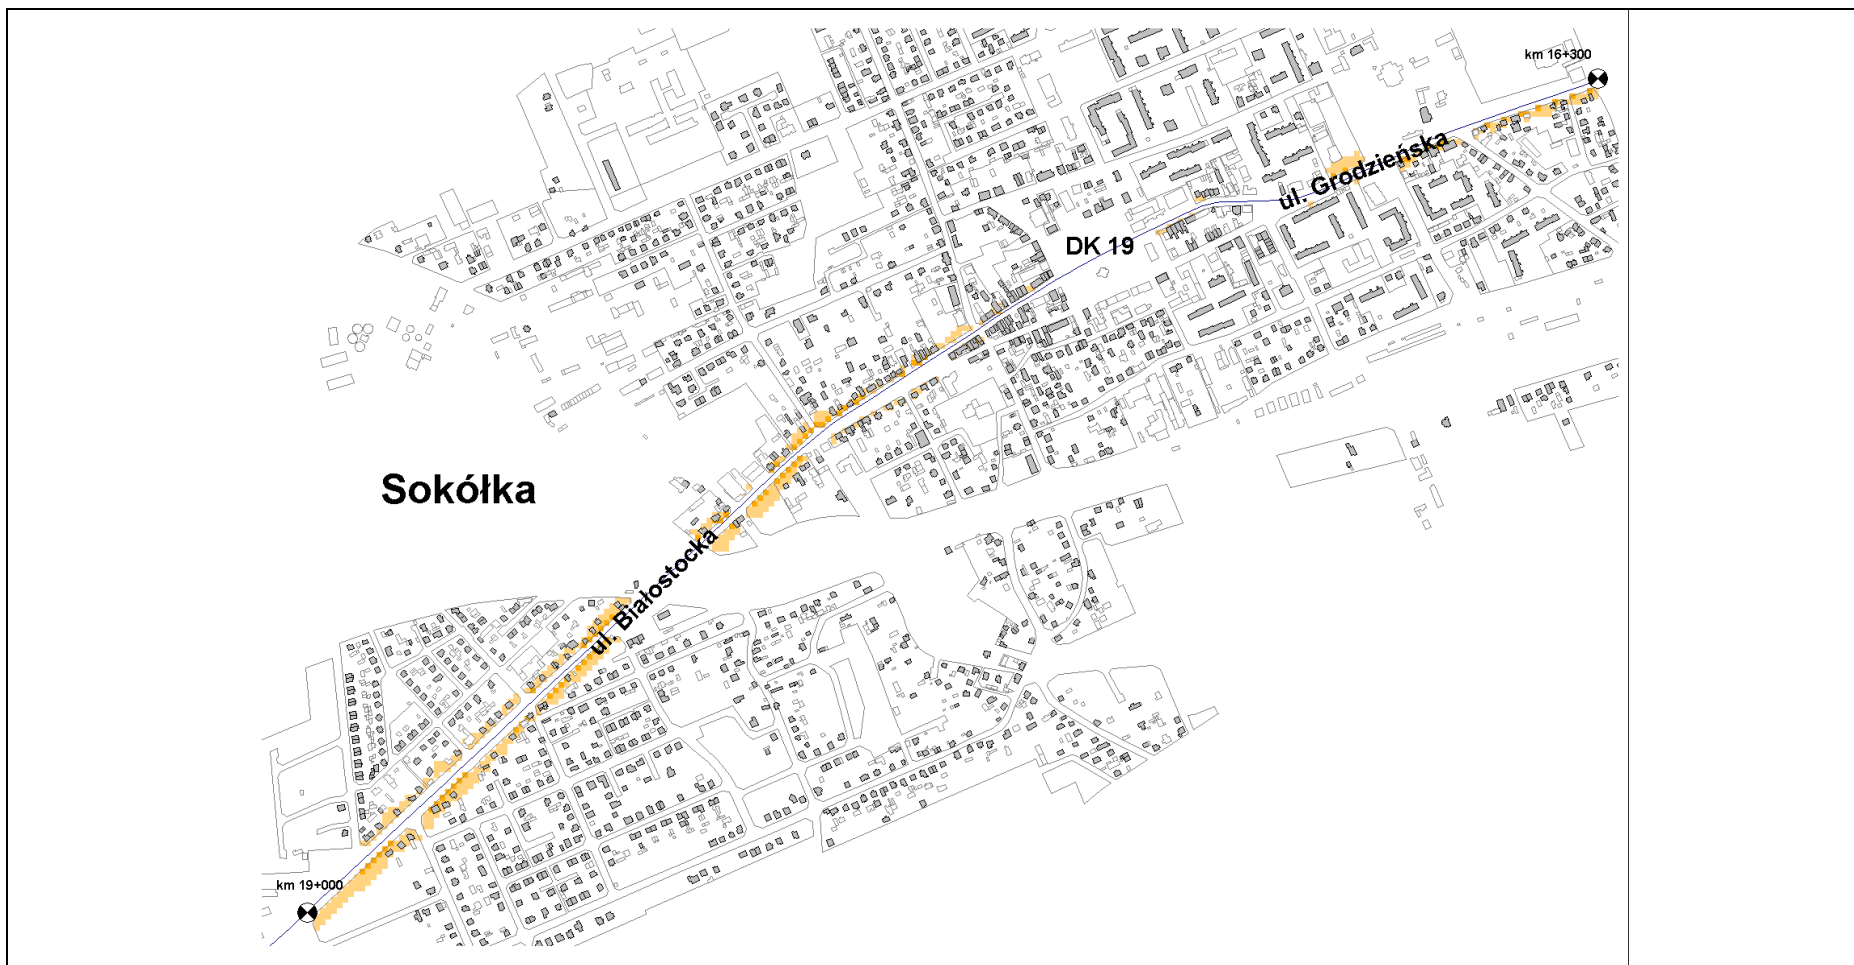 km 16+300
ul. Grodzieńska
DK 19
Sokółka
ul. Białostocka
km 19+000